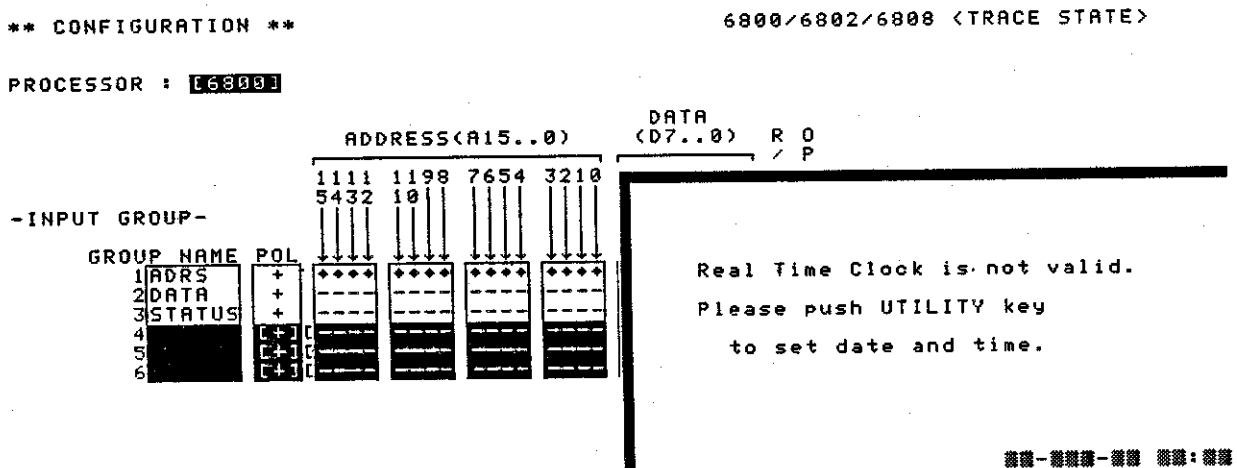 ** CONFIGURATION **
6800/6802/6808 <TRACE STATE>
PROCESSOR : [6800]
ADDRESS(A15..0)
DATA
(D7..0)
R O
/ P
1111 1198 7654 3210
5432 10
-INPUT GROUP-
GROUP NAME POL
1 ADRS + ++++ ++++ ++++ ++++
2 DATA + ---- ---- ---- ----
3 STATUS + ---- ---- ---- ----
4 [+] [ ---- ---- ---- ----
5 [+] [ ---- ---- ---- ----
6 [+] [ ---- ---- ---- ----
Real Time Clock is not valid.
Please push UTILITY key
to set date and time.